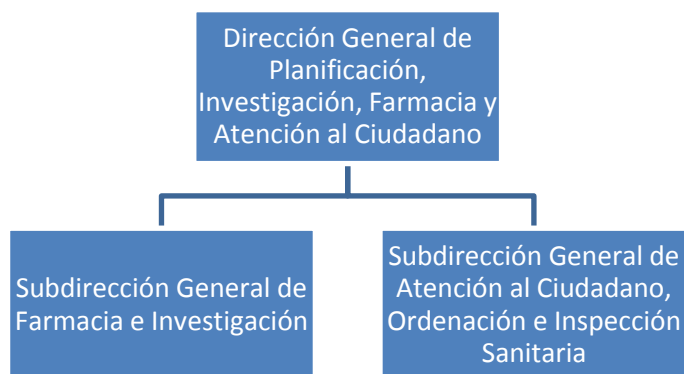 Dirección General de
Planificación,
Investigación, Farmacia y
Atención al Ciudadano
Subdirección General de
Farmacia e Investigación
Subdirección General de
Atención al Ciudadano,
Ordenación e Inspección
Sanitaria